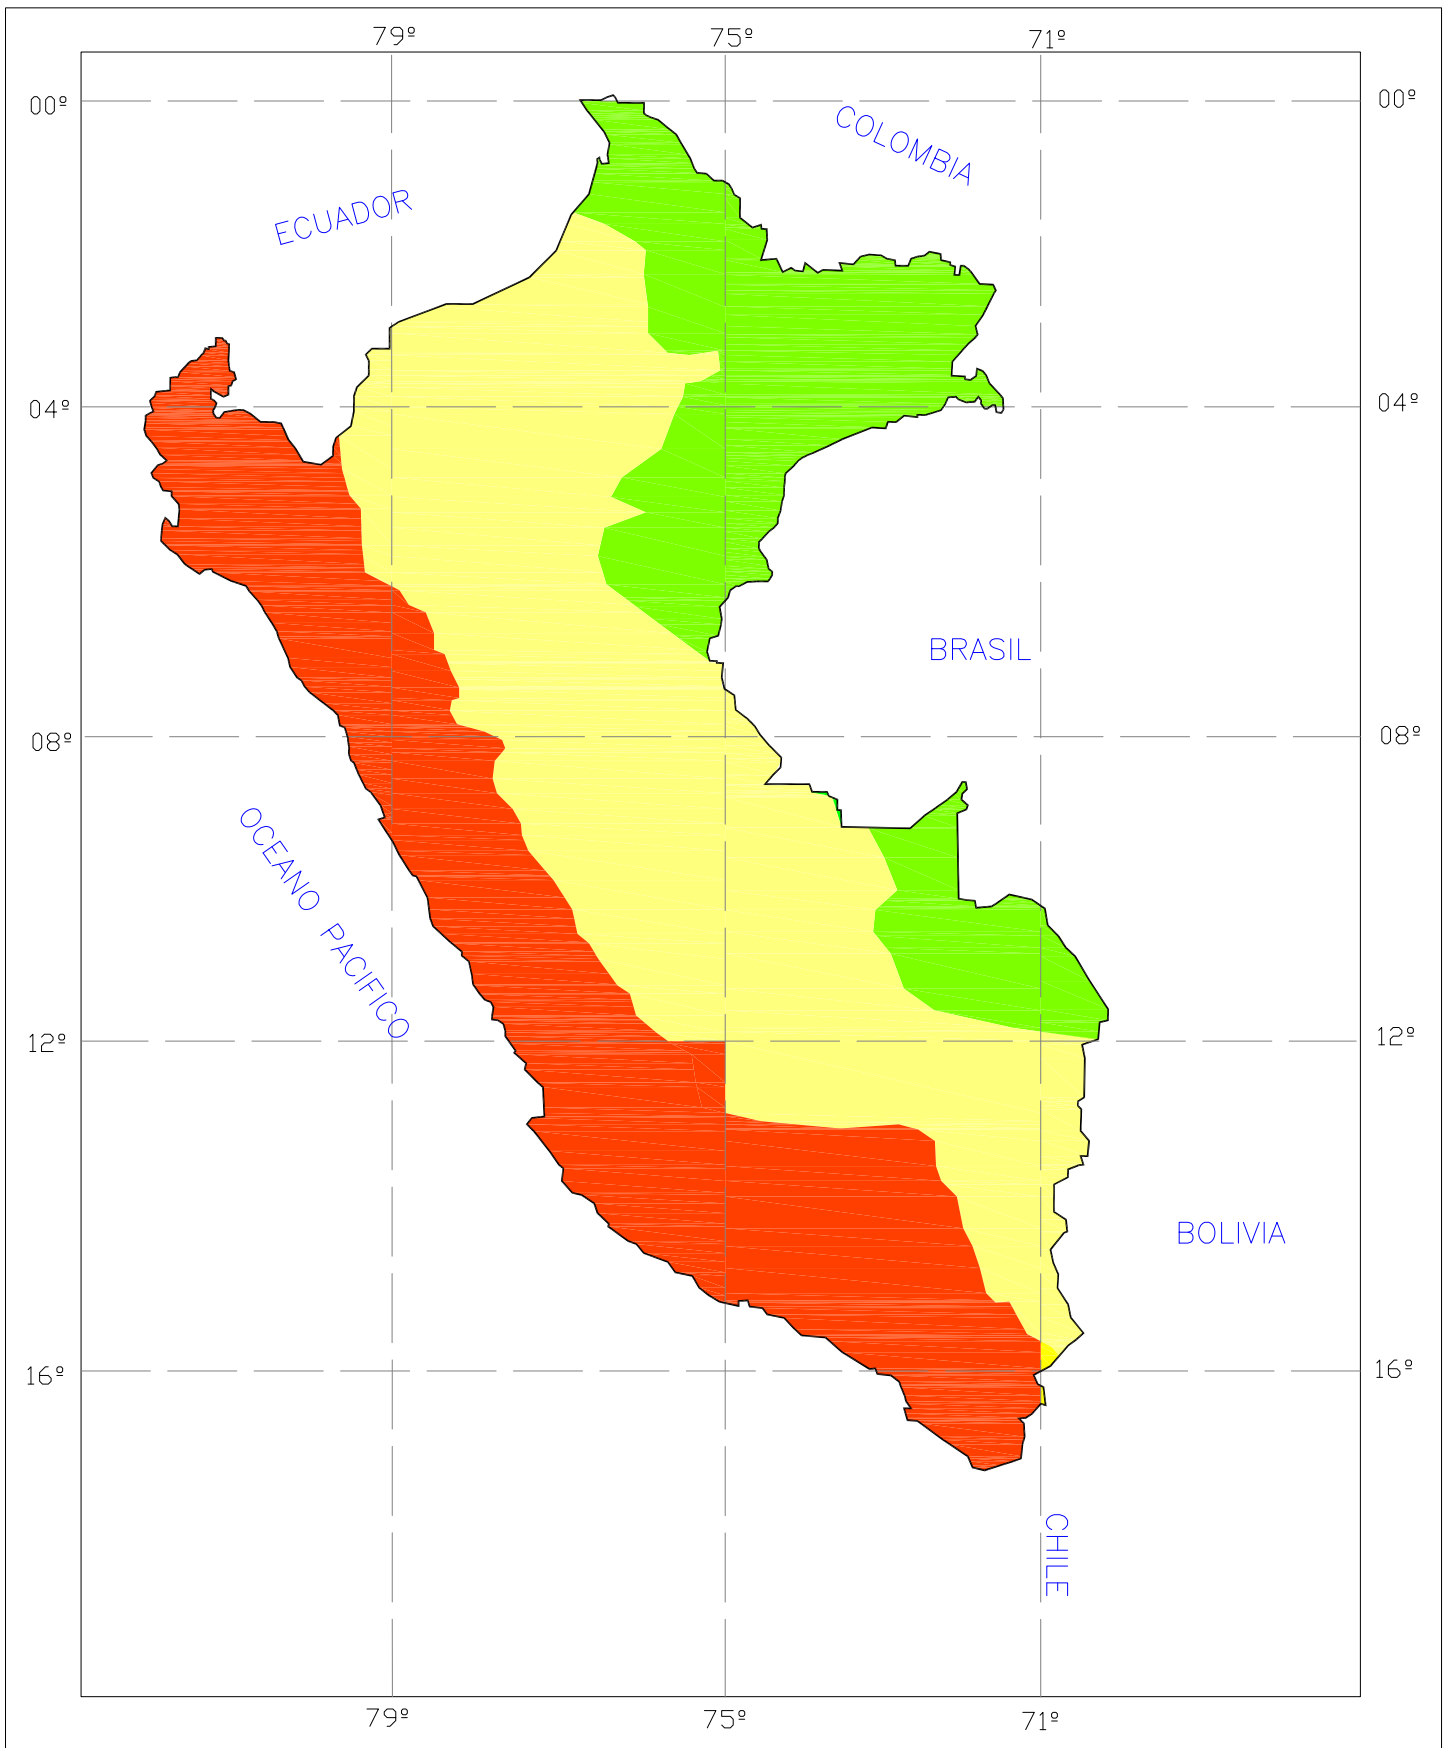 79º 75º 71º
00º 00º
COLOMBIA
ECUADOR
04º 04º
BRASIL
08º 08º
OCEANO PACIFICO
12º 12º
BOLIVIA
16º 16º
CHILE
79º 75º 71º